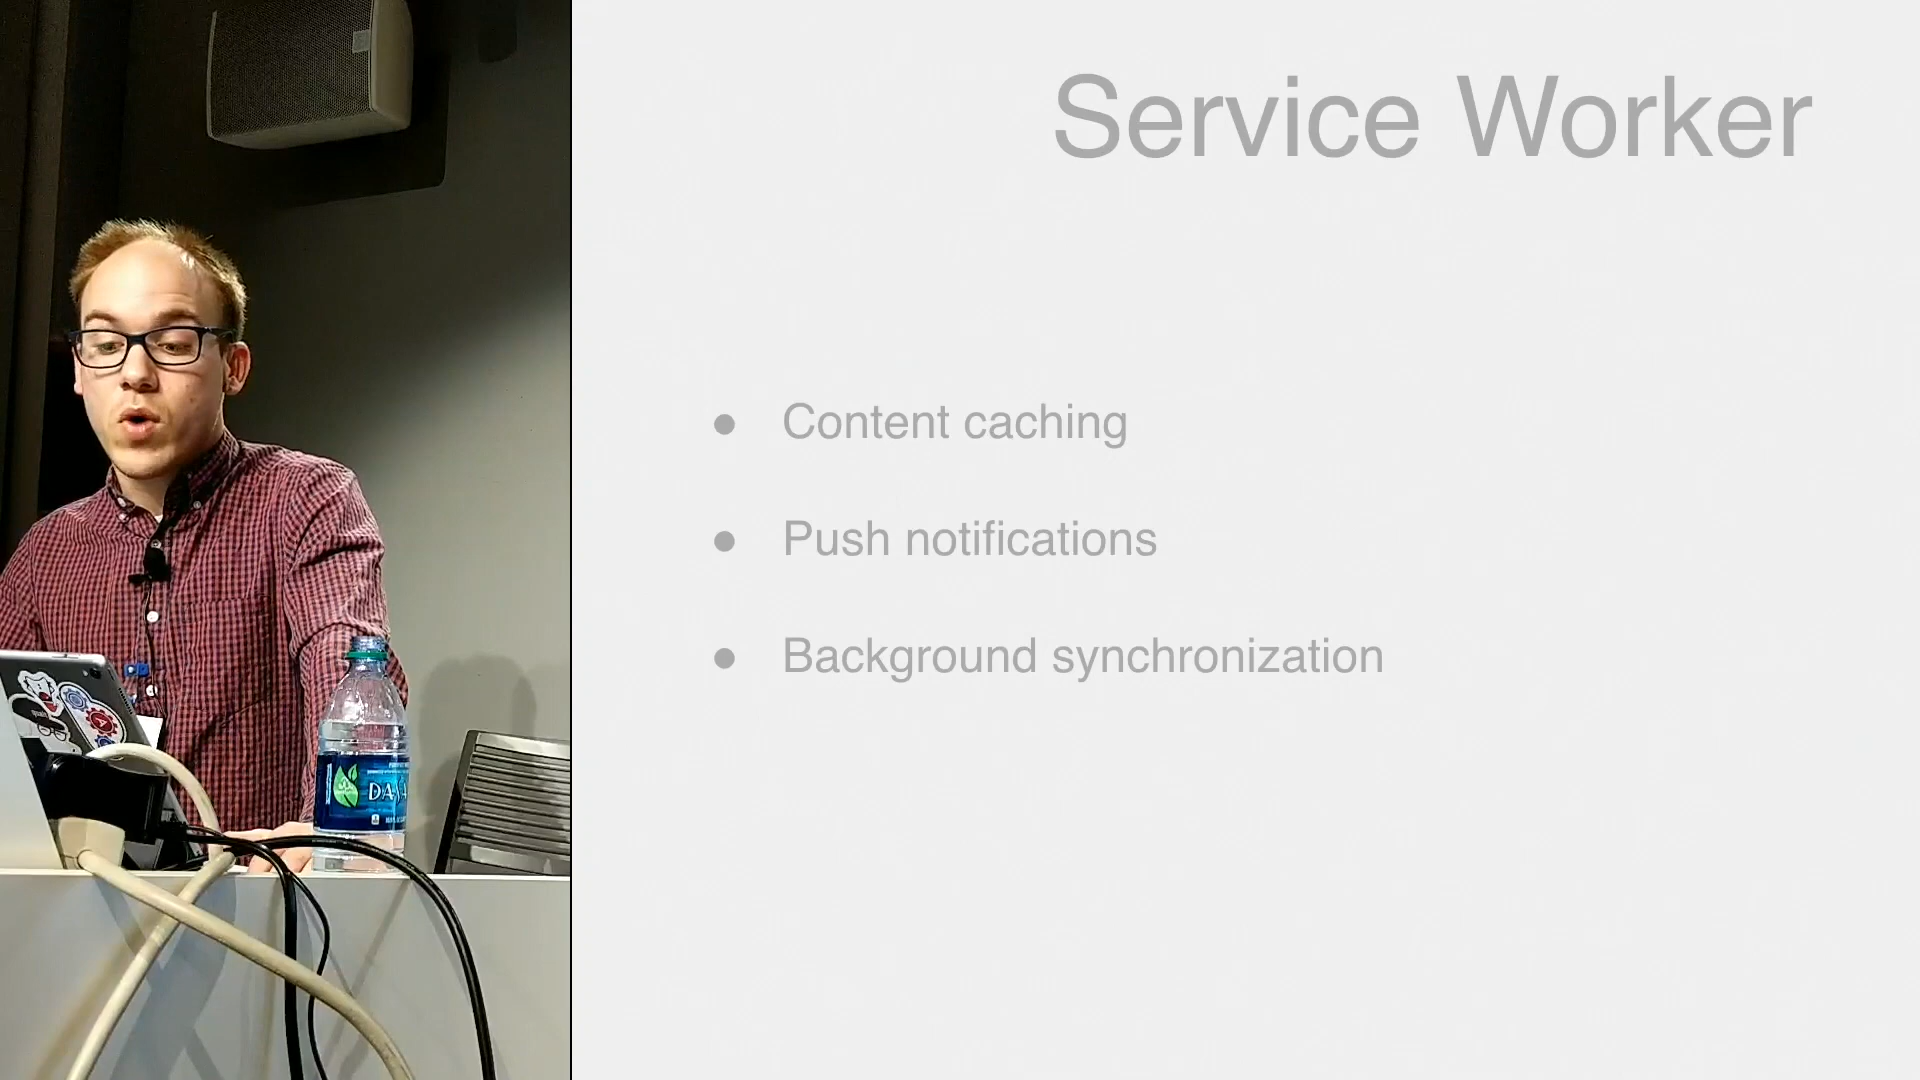 Service Worker
Content caching
Push notifications
Background synchronization